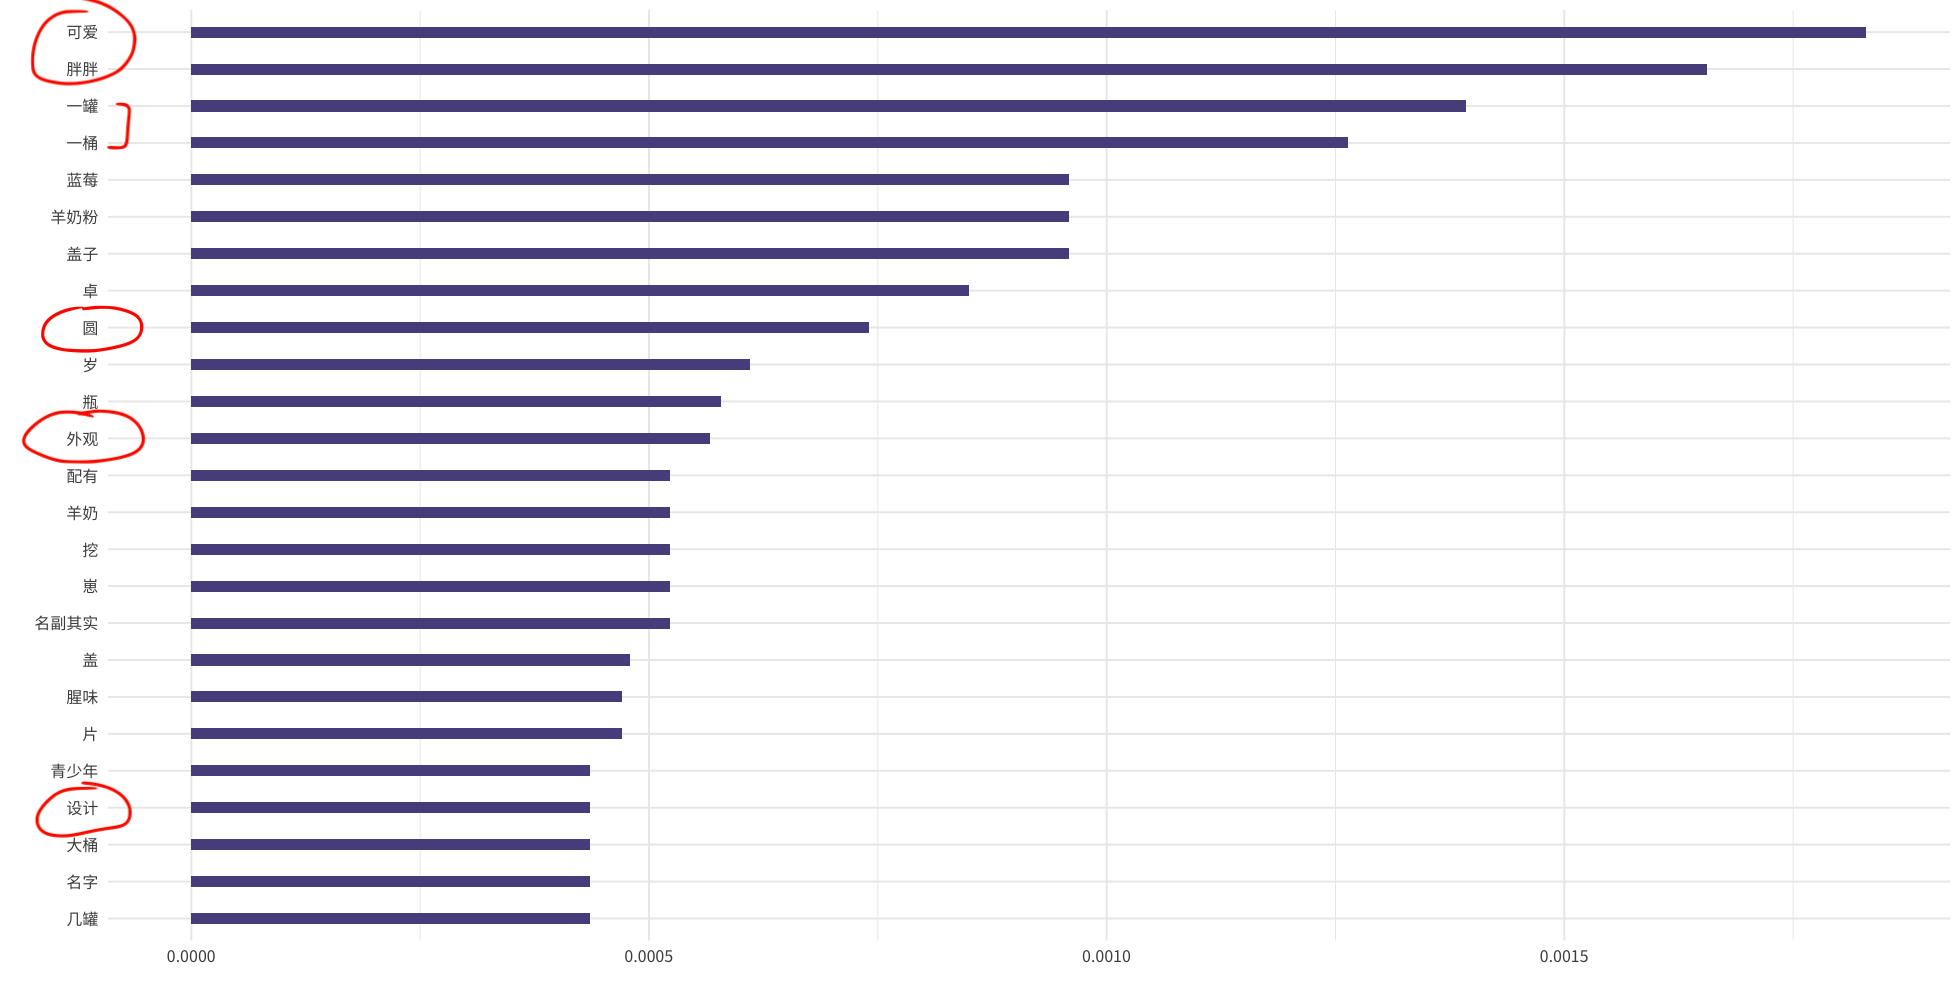 可爱
胖胖
一罐
一桶
蓝莓
羊奶粉
盖子
卓
圆
岁
瓶
外观
配有
羊奶
挖
崽
名副其实
盖
腥味
片
青少年
设计
大桶
名字
几罐
0.0000 0.0005 0.0010 0.0015